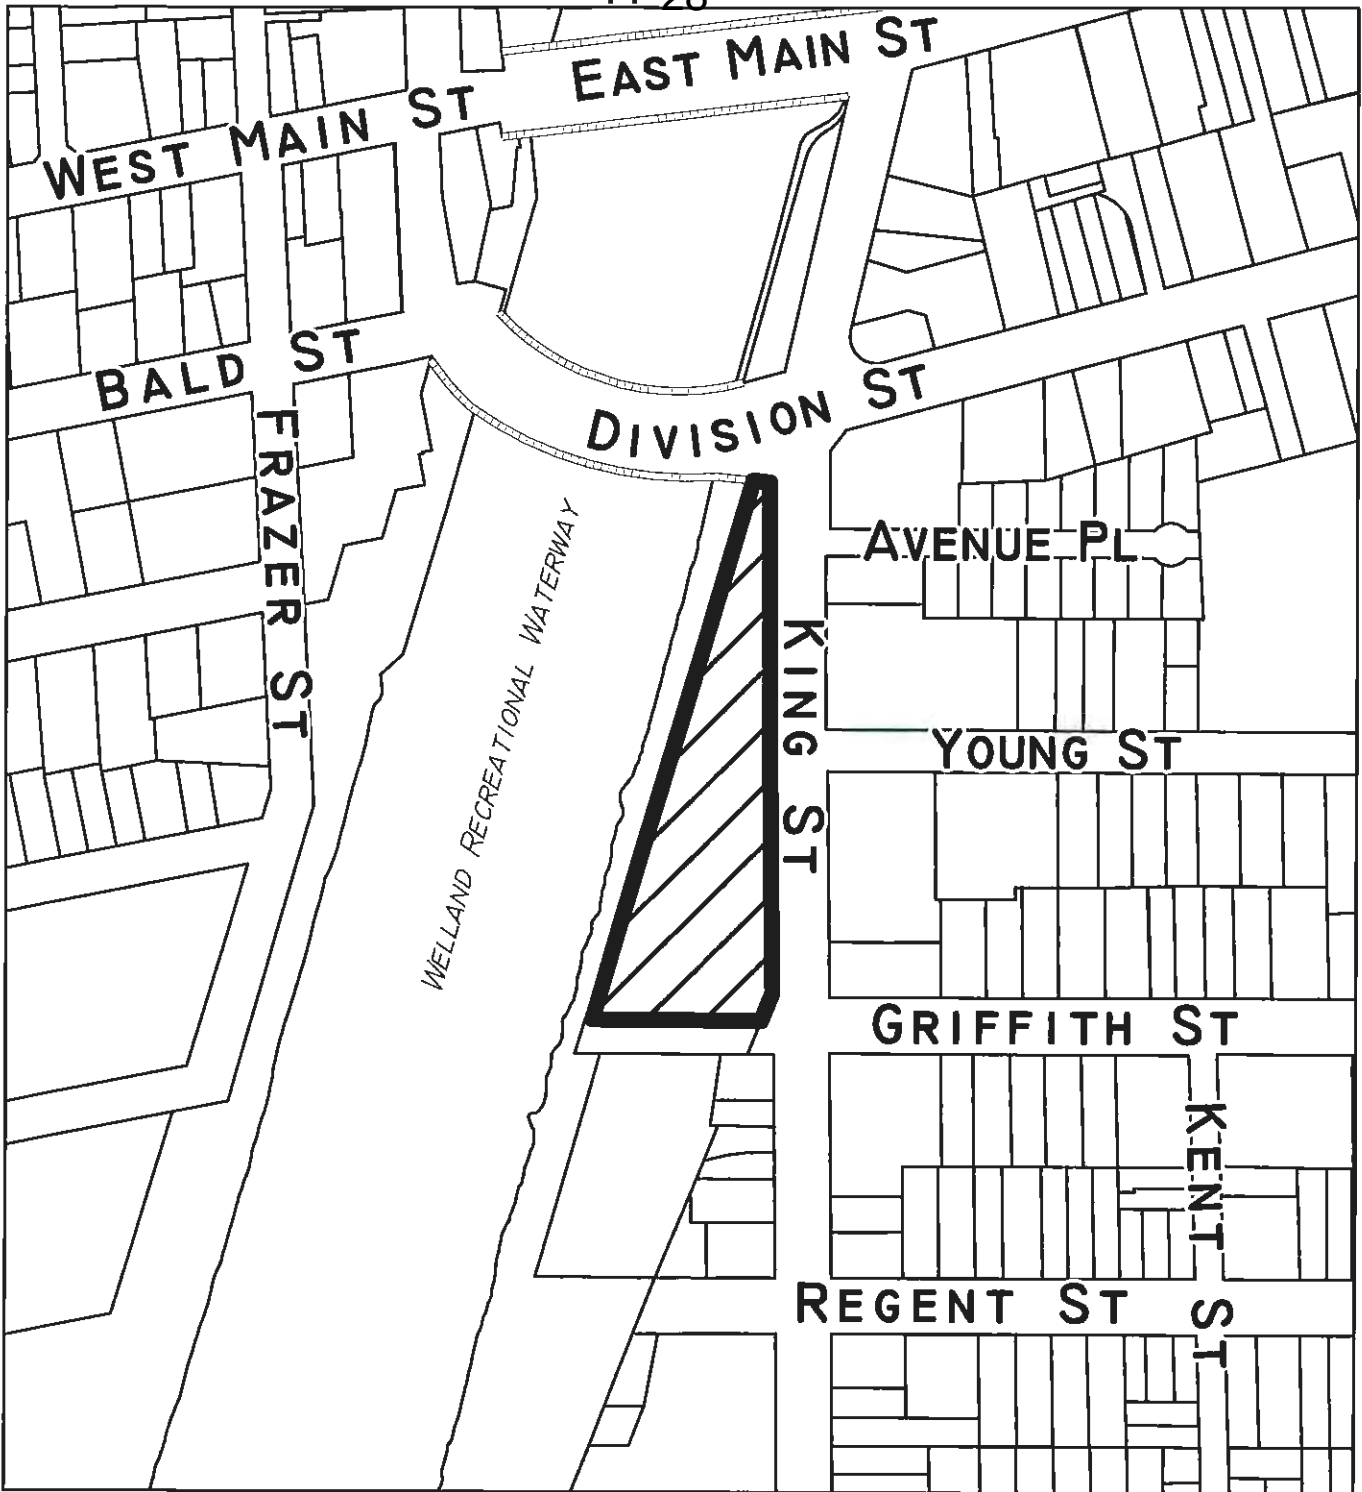 EAST MAIN ST
WEST MAIN ST
BALD ST
DIVISION ST
FRAZER ST
AVENUE PL
WELLAND RECREATIONAL WATERWAY
KING ST
YOUNG ST
GRIFFITH ST
KENT ST
REGENT ST